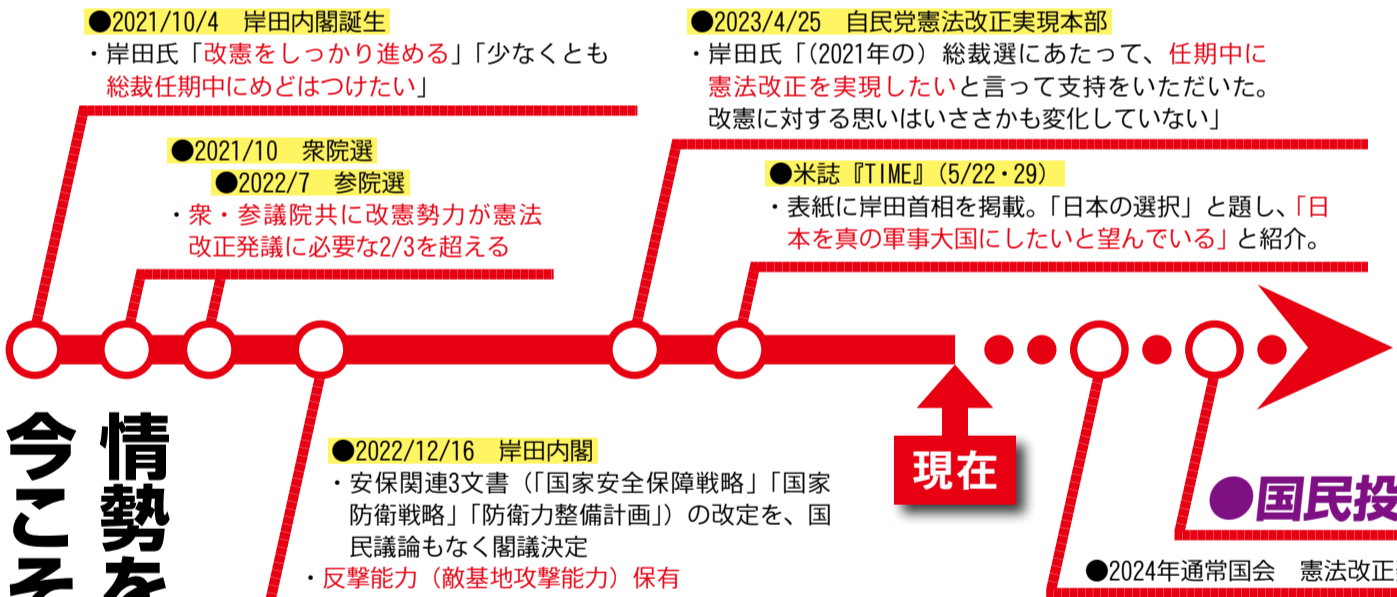 ●2021/10/4 岸田内閣誕生
・岸田氏「改憲をしっかり進める」「少なくとも
総裁任期中にめどはつけたい」
●2021/10 衆院選
●2022/7 参院選
・衆・参議院共に改憲勢力が憲法
改正発議に必要な2/3を超える
●2023/4/25 自民党憲法改正実現本部
・岸田氏「(2021年の) 総裁選にあたって、任期中に
憲法改正を実現したいと言って支持をいただいた。
改憲に対する思いはいささかも変化していない」
●米誌『TIME』(5/22・29)
・表紙に岸田首相を掲載。「日本の選択」と題し、「日
本を真の軍事大国にしたいと望んでいる」と紹介。
情勢を
今こそ
●2022/12/16 岸田内閣
・安保関連3文書(「国家安全保障戦略」「国家
防衛戦略」「防衛力整備計画」)の改定を、国
民議論もなく閣議決定
・反撃能力(敵基地攻撃能力)保有
現在
●国民投
●2024年通常国会 憲法改正